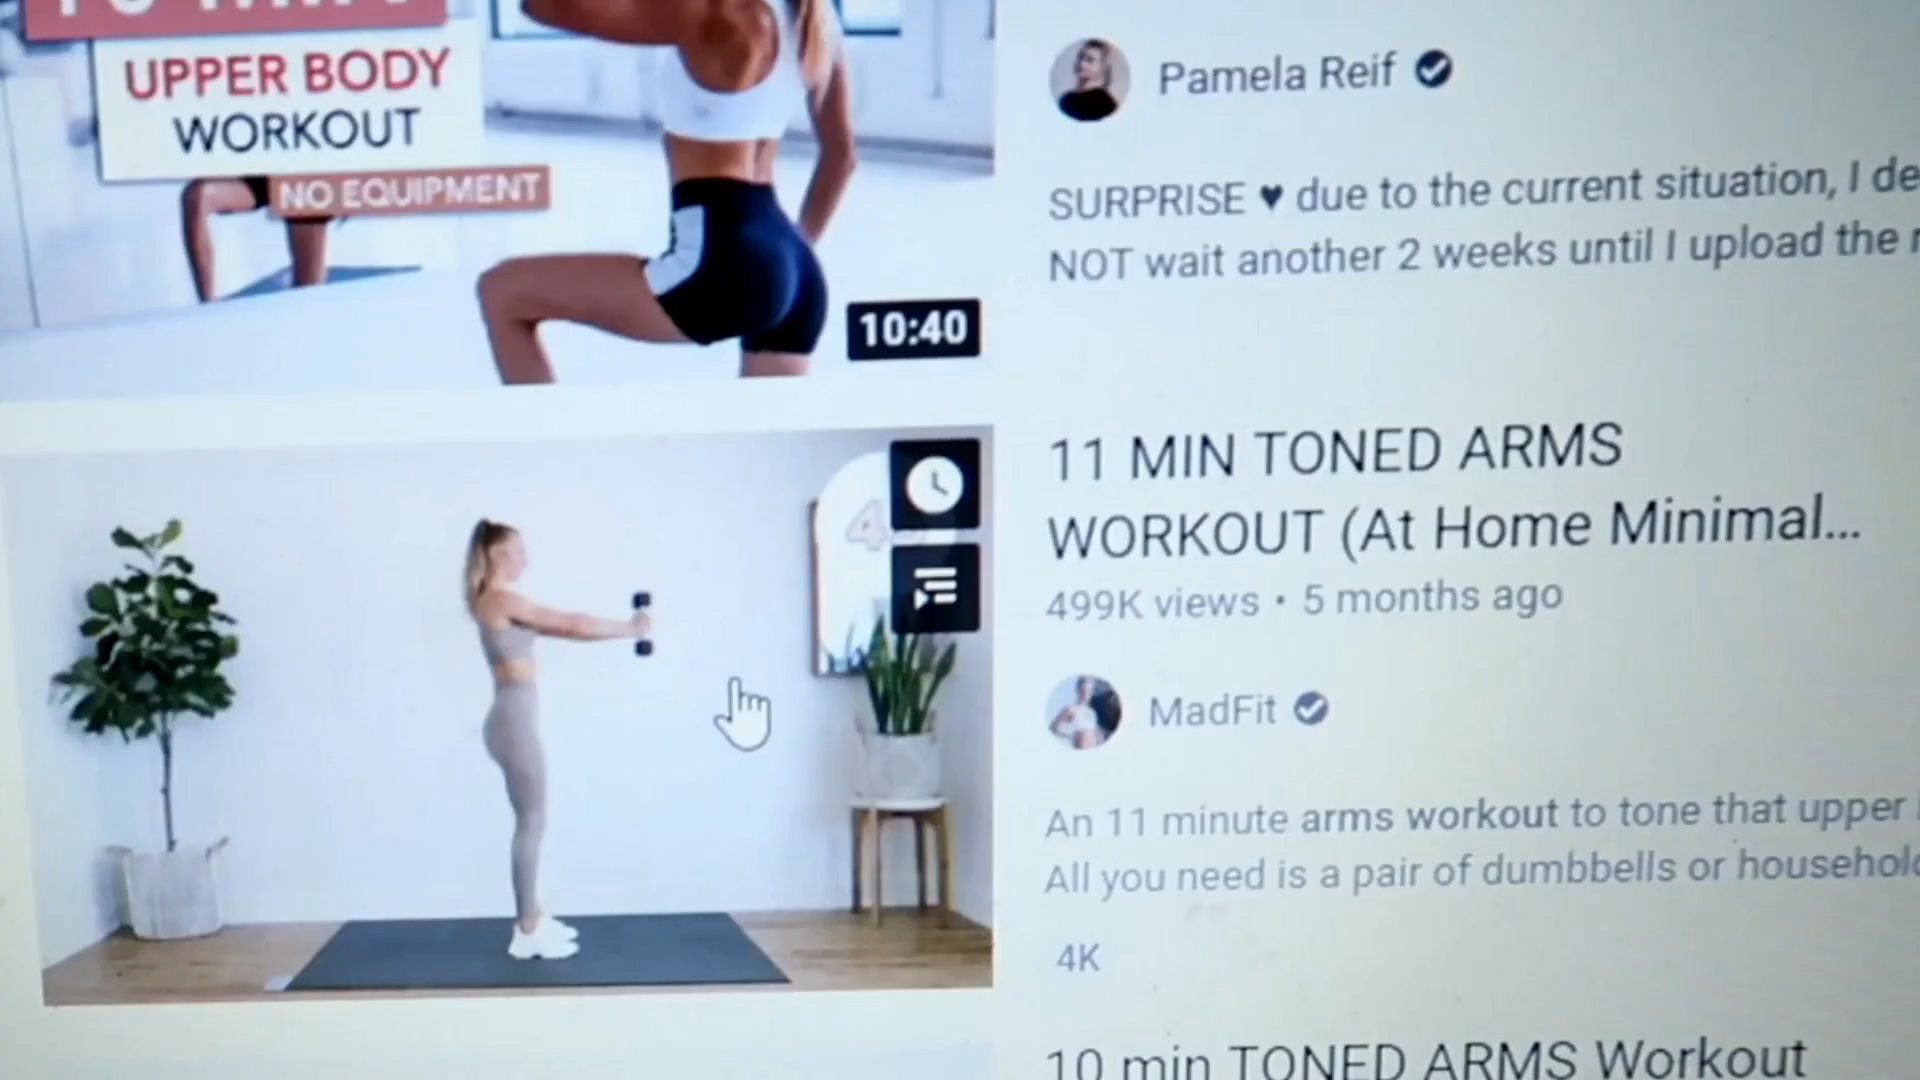 UPPER BODY
WORKOUT
NO EQUIPMENT
10:40
Pamela Reif
SURPRISE ♥ due to the current situation, I de
NOT wait another 2 weeks until I upload the
11 MIN TONED ARMS
WORKOUT (At Home Minimal...
499K views • 5 months ago
MadFit
An 11 minute arms workout to tone that upper
All you need is a pair of dumbbells or household
4K
10 min TONED ARMS Workout